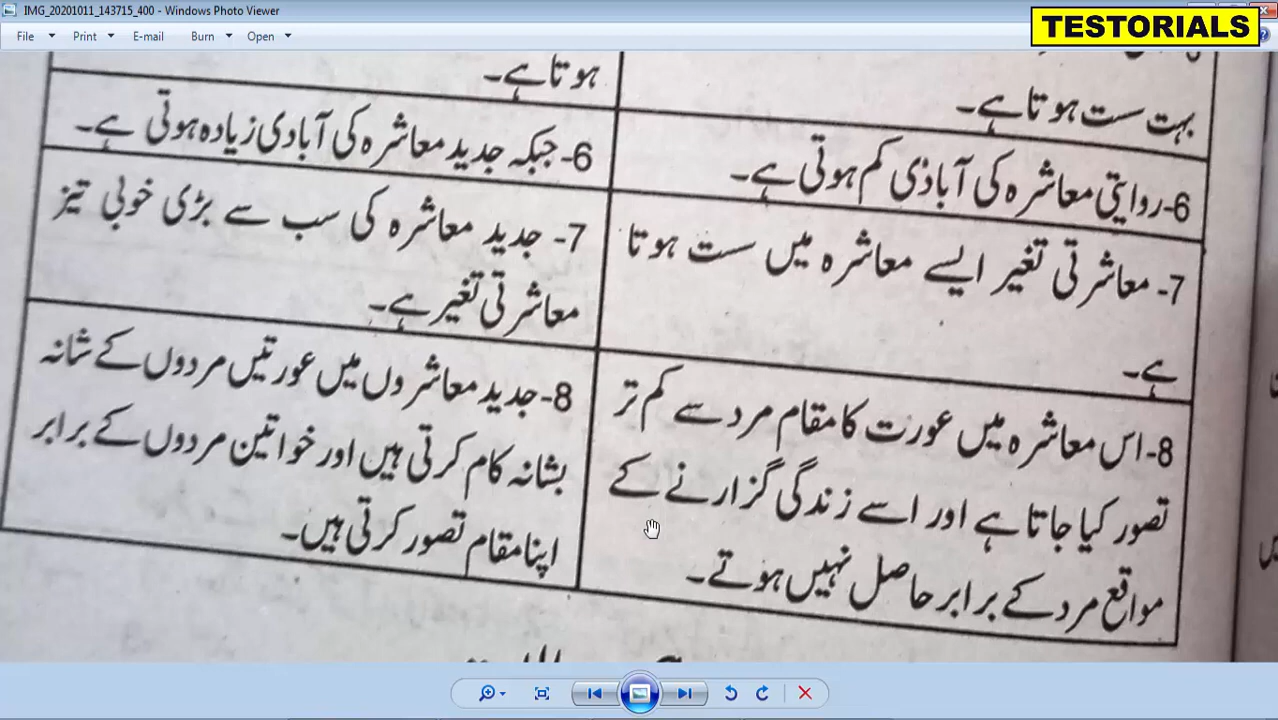 IMG_20201011_143715_400 - Windows Photo Viewer
TESTORIALS
File Print E-mail Burn Open
بہت سست ہوتا ہے۔
ہوتا ہے۔
6-روایتی معاشرہ کی آبادی کم ہوتی ہے۔
6-جبکہ جدید معاشرہ کی آبادی زیادہ ہوتی ہے۔
7- معاشرتی تغیر ایسے معاشرہ میں سست ہوتا
ہے۔
7- جدید معاشرہ کی سب سے بڑی خوبی تیز
معاشرتی تغیر ہے۔
8-اس معاشرہ میں عورت کا مقام مرد سے کم تر
تصور کیا جاتا ہے اور اسے زندگی گزارنے کے
مواقع مرد کے برابر حاصل نہیں ہوتے۔
8-جدید معاشروں میں عورتیں مردوں کے شانہ
بشانہ کام کرتی ہیں اور خواتین مردوں کے برابر
اپنا مقام تصور کرتی ہیں۔